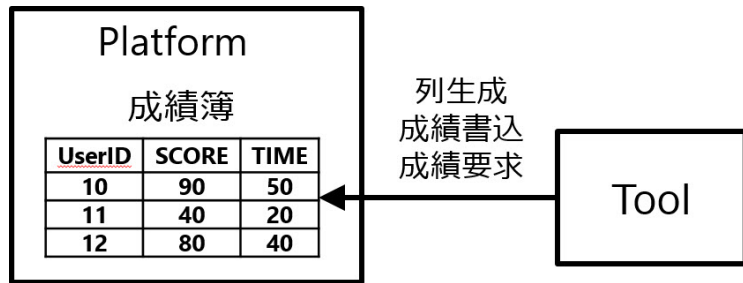 Platform
成績簿
UserID SCORE TIME
10 90 50
11 40 20
12 80 40
列生成
成績書込
成績要求
Tool